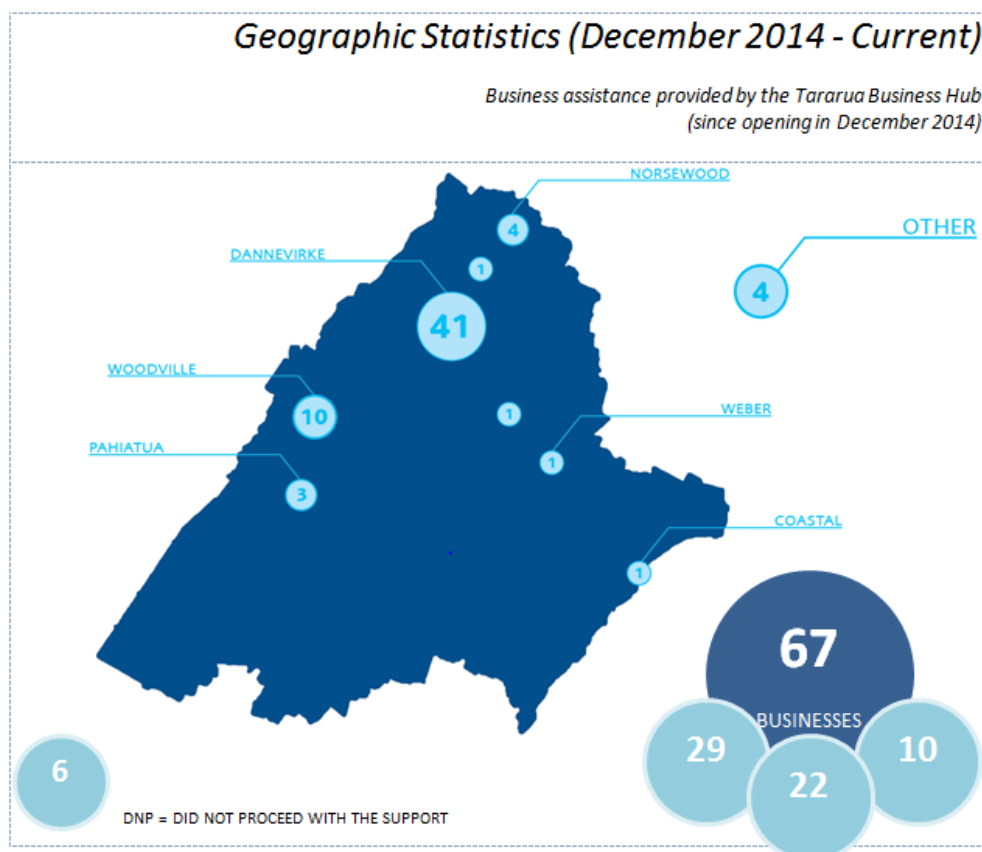 Geographic Statistics (December 2014 - Current)
Business assistance provided by the Tararua Business Hub
(since opening in December 2014)
NORSEWOOD
4
OTHER
4
DANNEVIRKE
1
41
WOODVILLE
10
1
WEBER
1
PAHIATUA
3
COASTAL
1
67
BUSINESSES
29
22
10
6
DNP = DID NOT PROCEED WITH THE SUPPORT